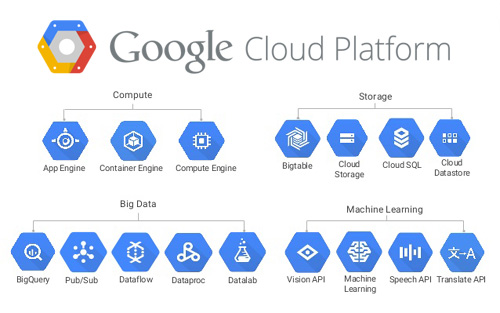 Google Cloud Platform
Compute
App Engine
Container Engine
Compute Engine
Storage
Bigtable
Cloud
Storage
Cloud SQL
Cloud
Datastore
Big Data
BigQuery
Pub/Sub
Dataflow
Dataproc
Datalab
Machine Learning
Vision API
Machine
Learning
Speech API
文→A
Translate API